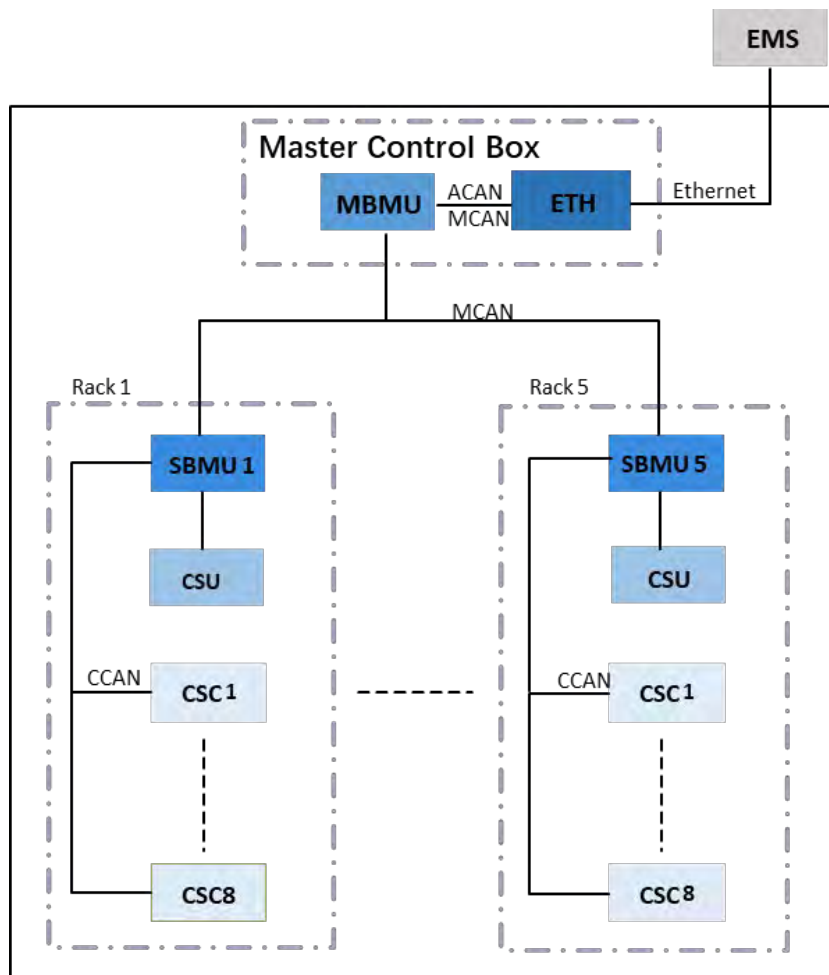 EMS
Master Control Box
MBMU
ACAN
MCAN
ETH
Ethernet
MCAN
Rack 1
SBMU 1
CSU
CCAN
CSC 1
CSC8
Rack 5
SBMU 5
CSU
CCAN
CSC 1
CSC 8